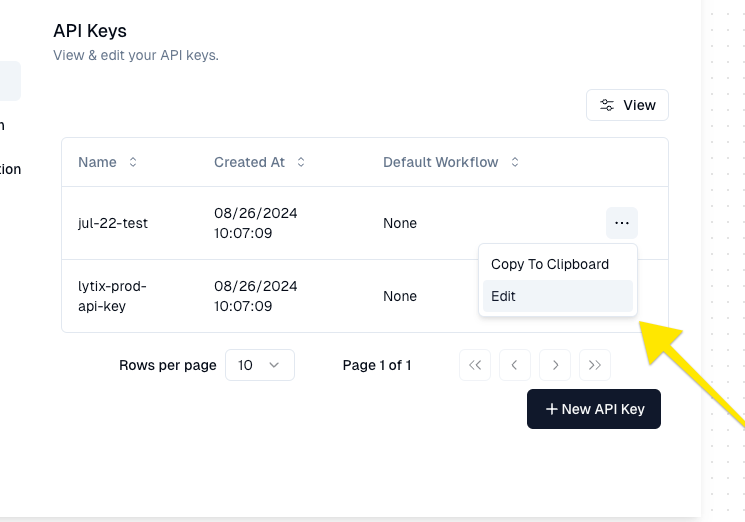 API Keys
View & edit your API keys.
View
n
tion
Name Created At Default Workflow
jul-22-test 08/26/2024 10:07:09 None ...
Copy To Clipboard
Edit
lytix-prod-
api-key 08/26/2024 10:07:09 None
Rows per page 10 Page 1 of 1
+ New API Key